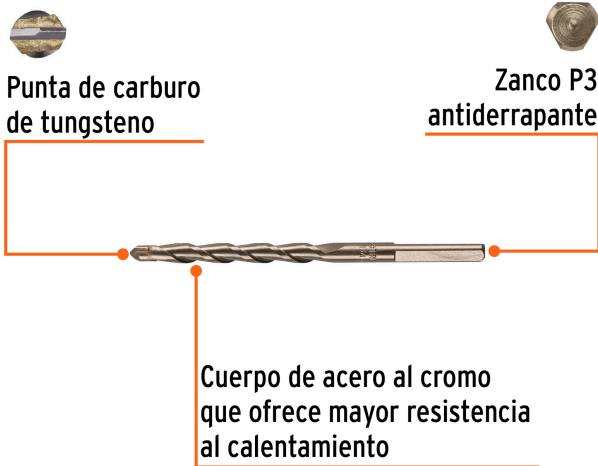 Punta de carburo
de tungsteno
Zanco P3
antiderrapante
Cuerpo de acero al cromo
que ofrece mayor resistencia
al calentamiento